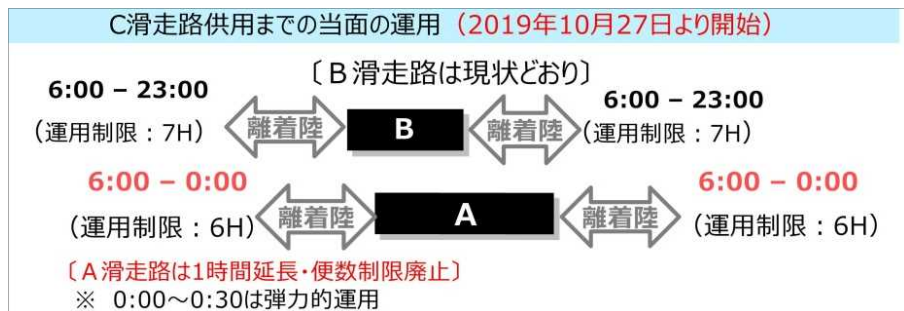 C滑走路供用までの当面の運用（2019年10月27日より開始）
〔B滑走路は現状どおり〕
6:00 – 23:00
（運用制限：7H）
離着陸
B
離着陸
6:00 – 23:00
（運用制限：7H）
6:00 – 0:00
（運用制限：6H）
離着陸
A
離着陸
6:00 – 0:00
（運用制限：6H）
〔A滑走路は1時間延長・便数制限廃止〕
※ 0:00～0:30は弾力的運用